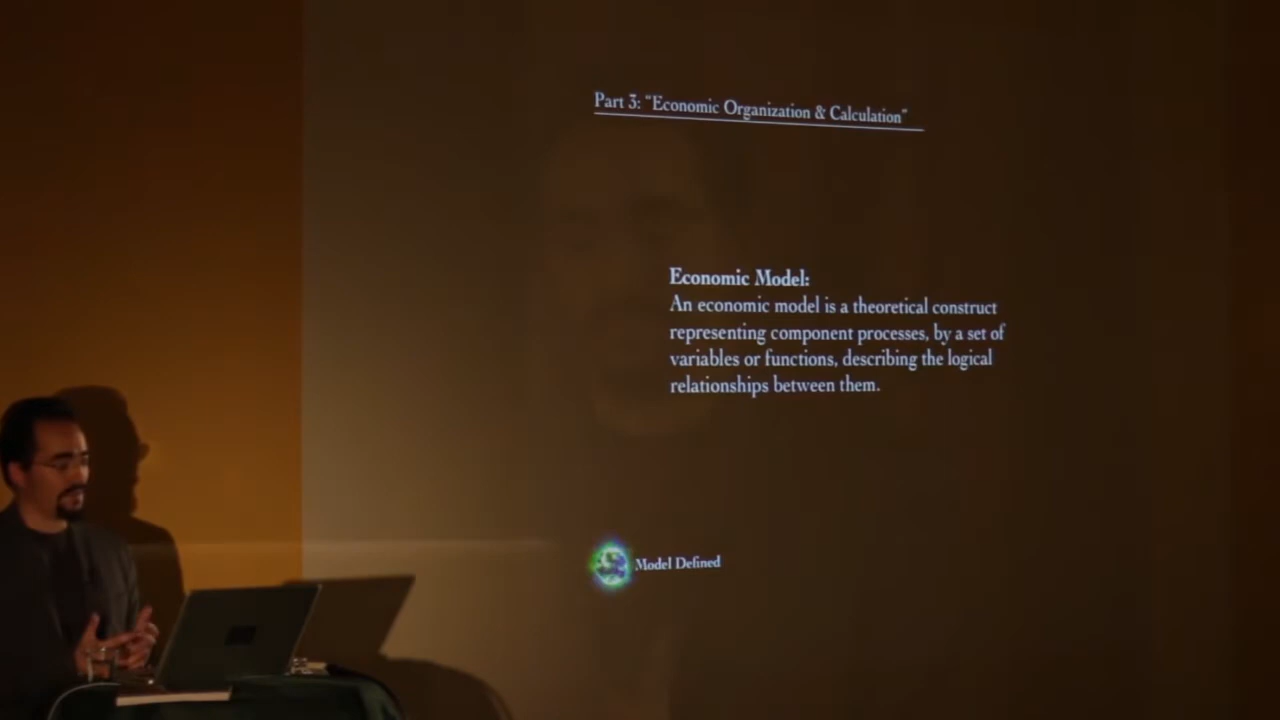 Part 3: "Economic Organization & Calculation"
Economic Model:
An economic model is a theoretical construct
representing component processes, by a set of
variables or functions, describing the logical
relationships between them.
Model Defined